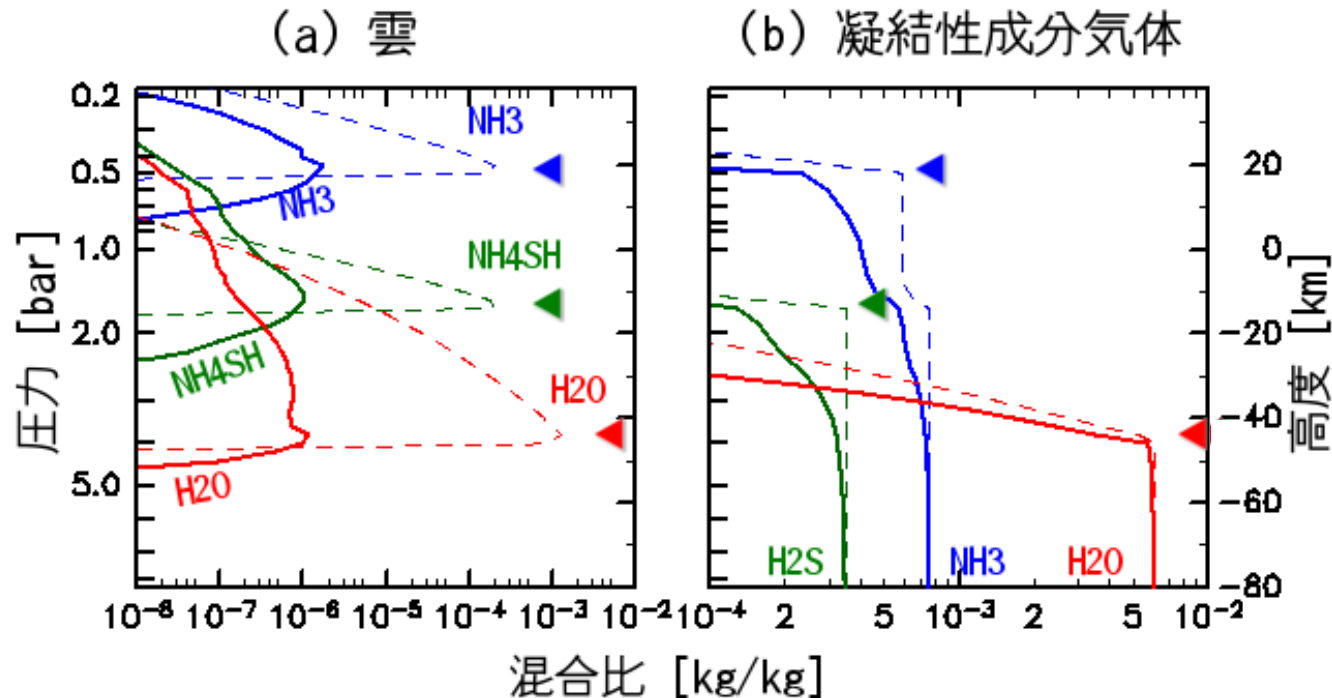 (a) 雲
(b) 凝結性成分気体
圧力 [bar]
0.2
0.5
1.0
2.0
5.0
NH3
NH3
NH4SH
NH4SH
H2O
H2O
10⁻⁸ 10⁻⁷ 10⁻⁶ 10⁻⁵ 10⁻⁴ 10⁻³ 10⁻²
H2S
NH3
H2O
10⁻⁴ 2 5 10⁻³ 2 5 10⁻²
20
0
-20
-40
-60
-80
高度 [km]
混合比 [kg/kg]